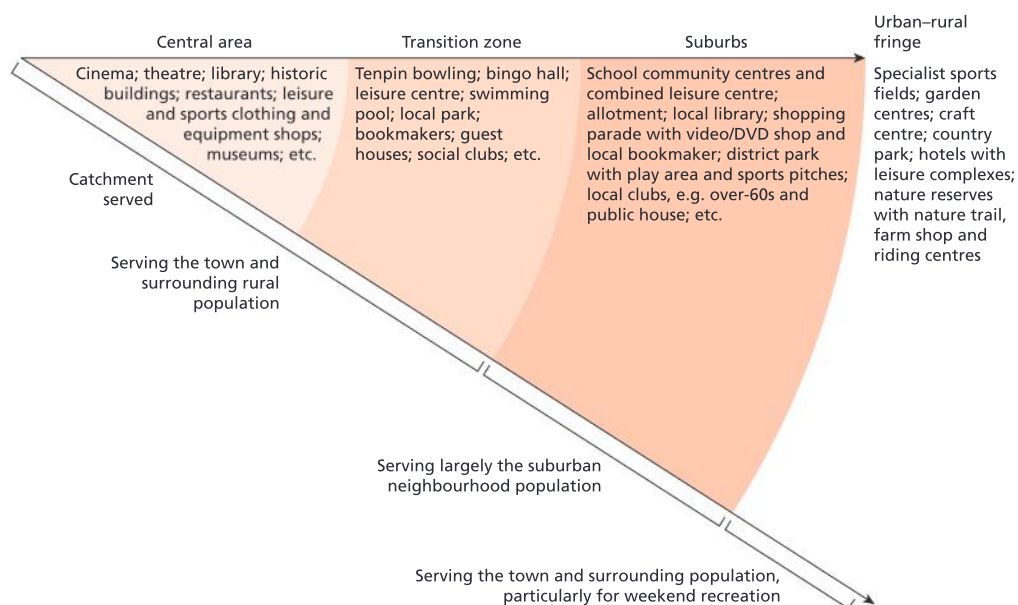 Central area
Transition zone
Suburbs
Urban–rural
fringe
Cinema; theatre; library; historic
buildings; restaurants; leisure
and sports clothing and
equipment shops;
museums; etc.
Tenpin bowling; bingo hall;
leisure centre; swimming
pool; local park;
bookmakers; guest
houses; social clubs; etc.
School community centres and
combined leisure centre;
allotment; local library; shopping
parade with video/DVD shop and
local bookmaker; district park
with play area and sports pitches;
local clubs, e.g. over-60s and
public house; etc.
Specialist sports
fields; garden
centres; craft
centre; country
park; hotels with
leisure complexes;
nature reserves
with nature trail,
farm shop and
riding centres
Catchment
served
Serving the town and
surrounding rural
population
Serving largely the suburban
neighbourhood population
Serving the town and surrounding population,
particularly for weekend recreation